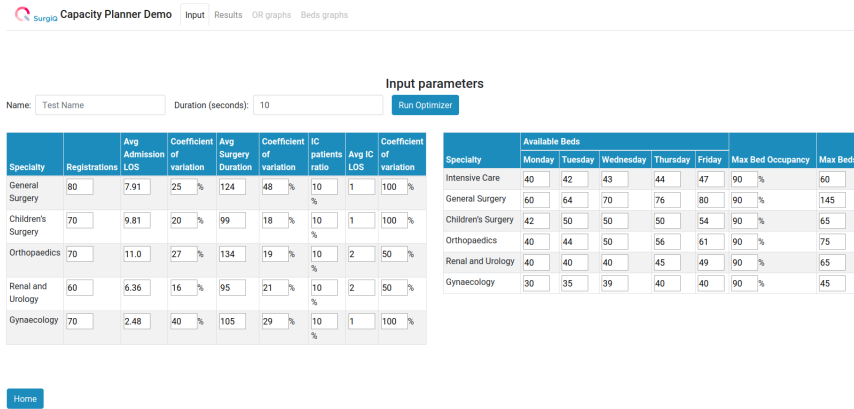 SurgiQ Capacity Planner Demo Input Results OR graphs Beds graphs
Input parameters
Name: Test Name Duration (seconds): 10 Run Optimizer
Specialty Registrations Avg Admission LOS Coefficient of variation Avg Surgery Duration Coefficient of variation IC patients ratio Avg IC LOS Coefficient of variation
General Surgery 80 7.91 25 % 124 48 % 10 % 1 100 %
Children's Surgery 70 9.81 20 % 99 18 % 10 % 1 100 %
Orthopaedics 70 11.0 27 % 134 19 % 10 % 2 50 %
Renal and Urology 60 6.36 16 % 95 21 % 10 % 2 50 %
Gynaecology 70 2.48 40 % 105 29 % 10 % 1 100 %
Available Beds
Specialty Monday Tuesday Wednesday Thursday Friday Max Bed Occupancy Max Beds
Intensive Care 40 42 43 44 47 90 % 60
General Surgery 60 64 70 76 80 90 % 145
Children's Surgery 42 50 50 50 54 90 % 65
Orthopaedics 40 44 50 56 61 90 % 75
Renal and Urology 40 40 40 45 49 90 % 65
Gynaecology 30 35 39 40 40 90 % 45
Home